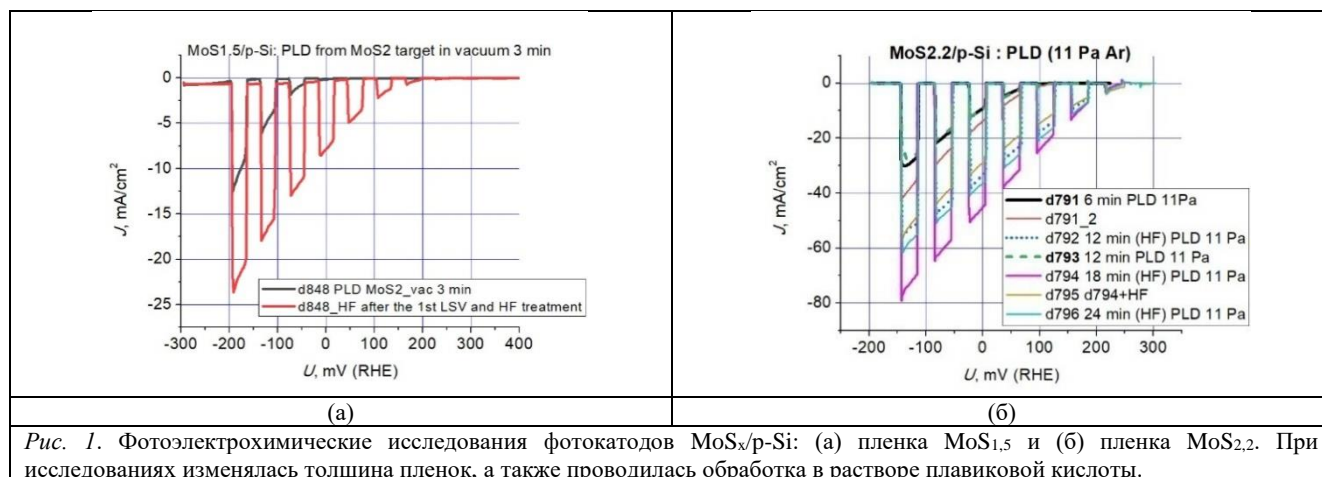 MoS1.5/p-Si: PLD from MoS2 target in vacuum 3 min
0
-5
-10
-15
-20
-25
J, mA/cm²
d848 PLD MoS2_vac 3 min
d848_HF after the 1st LSV and HF treatment
-300 -200 -100 0 100 200 300 400
U, mV (RHE)
MoS2.2/p-Si : PLD (11 Pa Ar)
0
-20
-40
-60
-80
J, mA/cm²
d791 6 min PLD 11Pa
d791_2
d792 12 min (HF) PLD 11 Pa
d793 12 min PLD 11 Pa
d794 18 min (HF) PLD 11 Pa
d795 d794+HF
d796 24 min (HF) PLD 11 Pa
-200 -100 0 100 200 300
U, mV (RHE)
(а) (б)
Рис. 1. Фотоэлектрохимические исследования фотокатодов MoSₓ/p-Si: (а) пленка MoS₁,₅ и (б) пленка MoS₂,₂. При
исследованиях изменялась толщина пленок, а также проводилась обработка в растворе плавиковой кислоты.